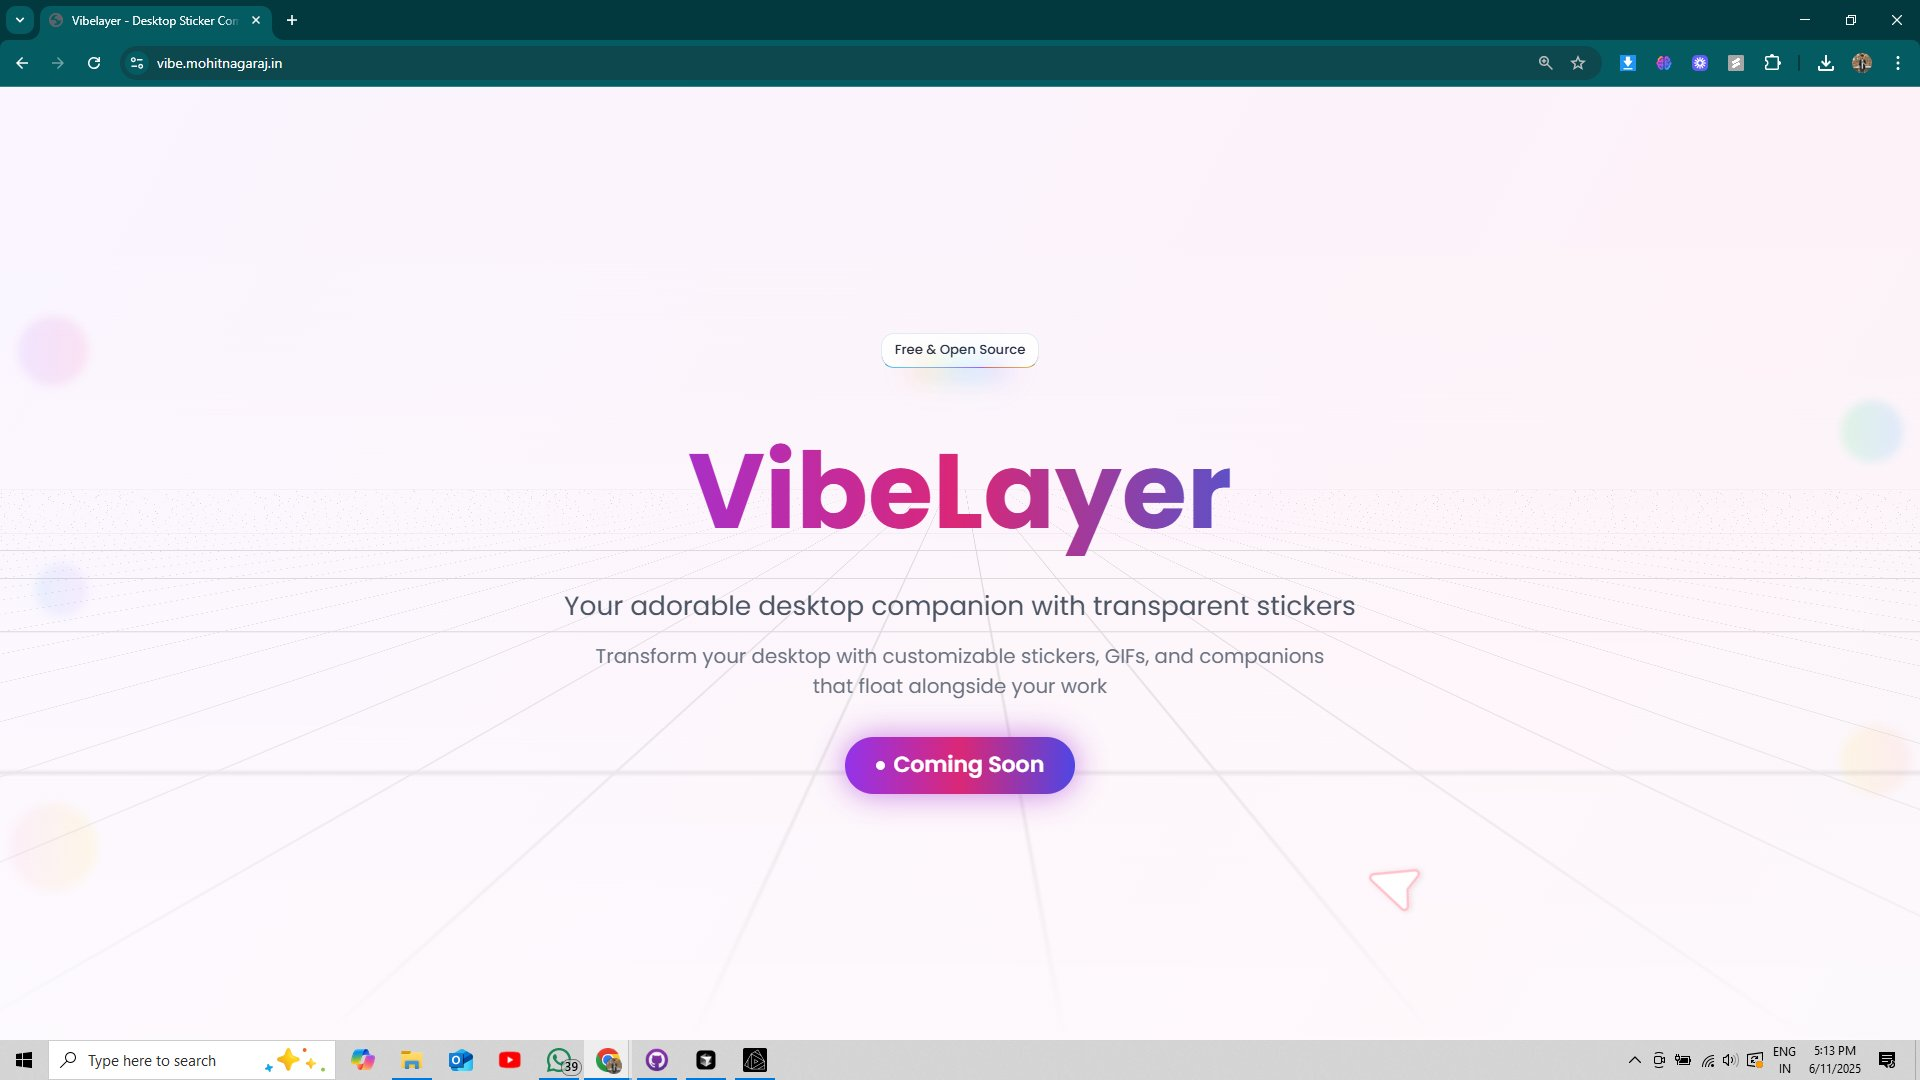 Vibelayer - Desktop Sticker Com
vibe.mohitnagaraj.in
Free & Open Source
VibeLayer
Your adorable desktop companion with transparent stickers
Transform your desktop with customizable stickers, GIFs, and companions
that float alongside your work
Coming Soon
Type here to search
39
ENG
IN
5:13 PM
6/11/2025